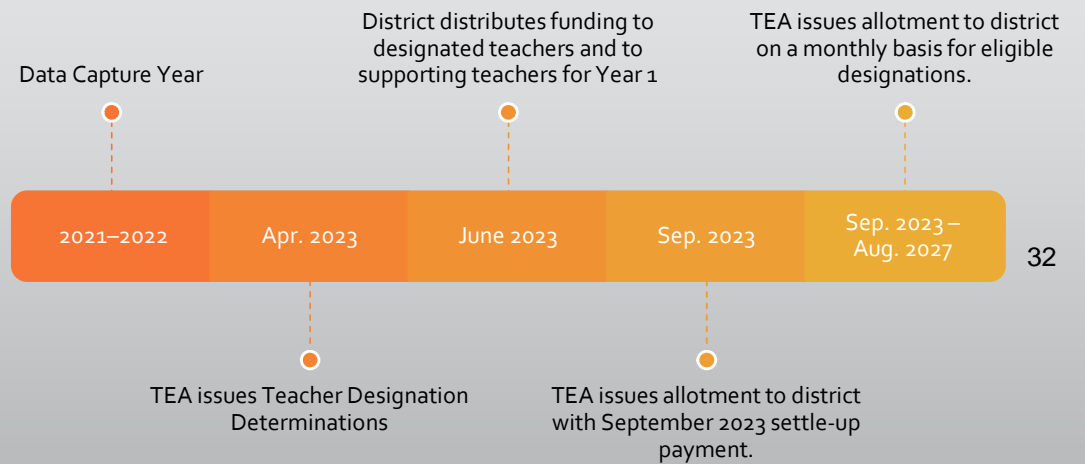 Data Capture Year
District distributes funding to
designated teachers and to
supporting teachers for Year 1
TEA issues allotment to district
on a monthly basis for eligible
designations.
2021–2022
Apr. 2023
June 2023
Sep. 2023
Sep. 2023 –
Aug. 2027
32
TEA issues Teacher Designation
Determinations
TEA issues allotment to district
with September 2023 settle-up
payment.